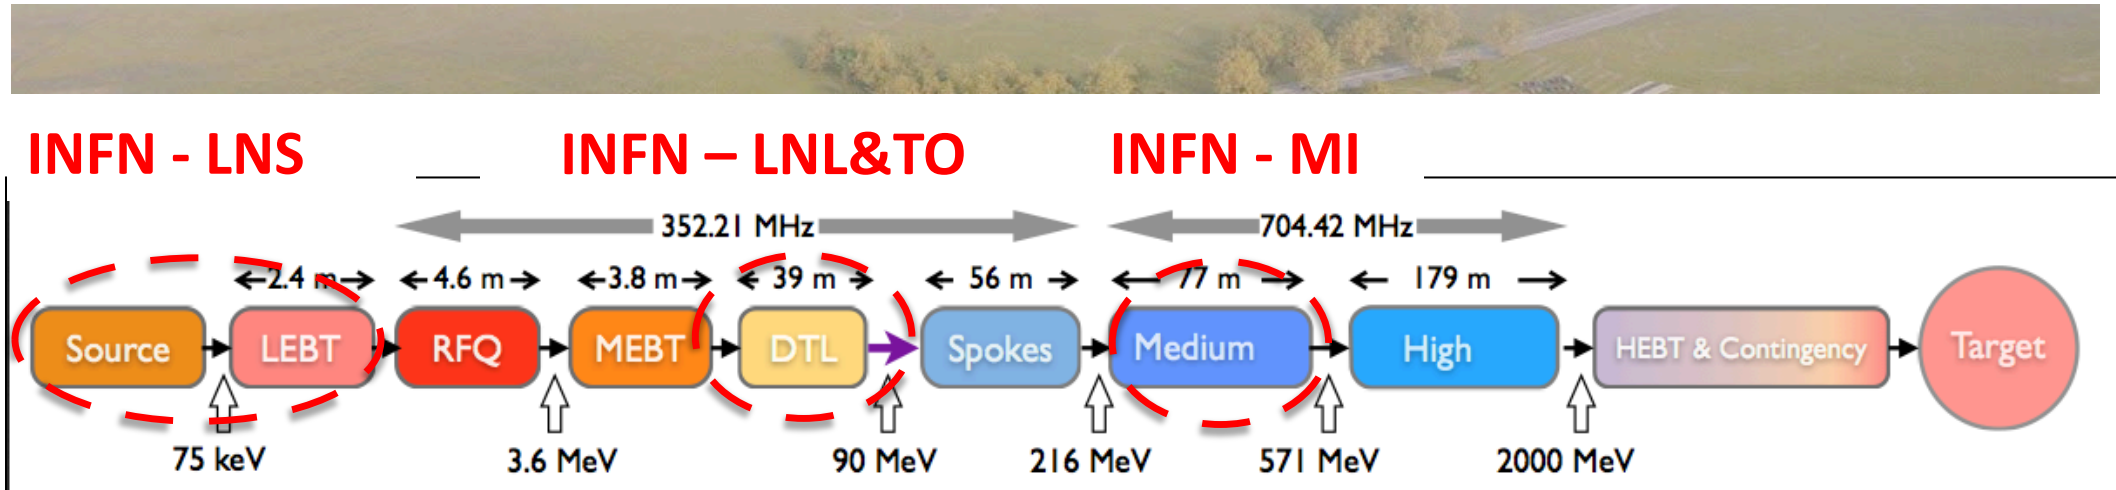 INFN - LNS INFN – LNL&TO INFN - MI
352.21 MHz 704.42 MHz
2.4 m 4.6 m 3.8 m 39 m 56 m 77 m 179 m
Source LEBT RFQ MEBT DTL Spokes Medium High HEBT & Contingency Target
75 keV 3.6 MeV 90 MeV 216 MeV 571 MeV 2000 MeV